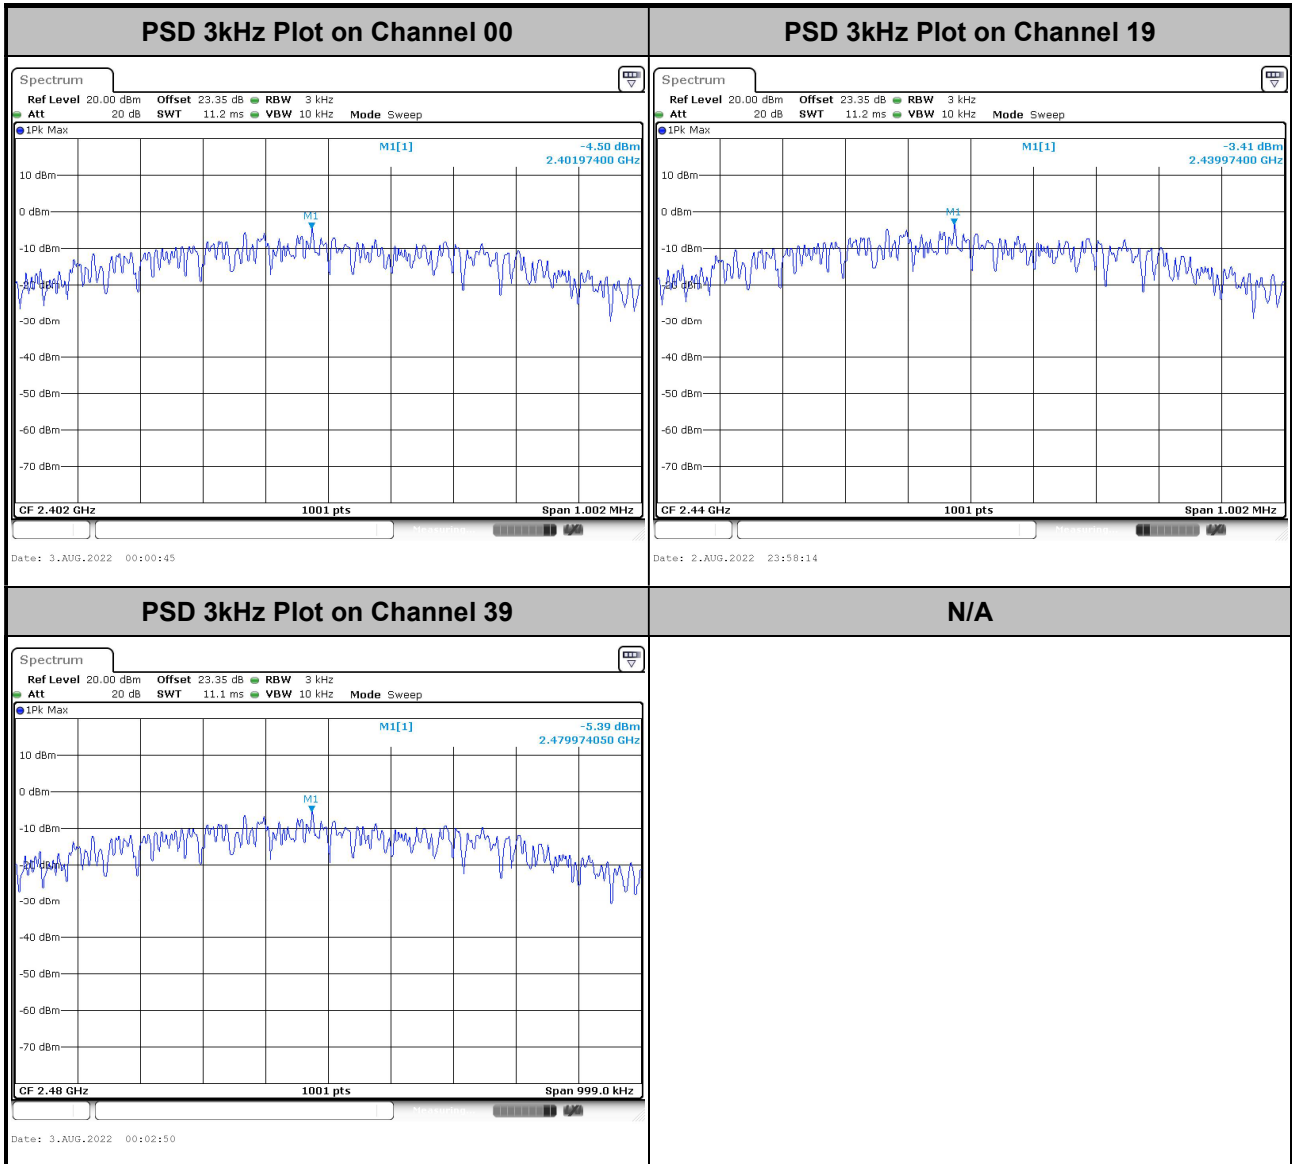 PSD 3kHz Plot on Channel 00
Spectrum
Ref Level 20.00 dBm Offset 23.35 dB RBW 3 kHz
Att 20 dB SWT 11.2 ms VBW 10 kHz Mode Sweep
1Pk Max
M1[1] -4.50 dBm
2.40197400 GHz
10 dBm
0 dBm
M1
-10 dBm
-20 dBm
-30 dBm
-40 dBm
-50 dBm
-60 dBm
-70 dBm
CF 2.402 GHz 1001 pts Span 1.002 MHz
Measuring...
Date: 3.AUG.2022 00:00:45
PSD 3kHz Plot on Channel 19
Spectrum
Ref Level 20.00 dBm Offset 23.35 dB RBW 3 kHz
Att 20 dB SWT 11.2 ms VBW 10 kHz Mode Sweep
1Pk Max
M1[1] -3.41 dBm
2.43997400 GHz
10 dBm
0 dBm
M1
-10 dBm
-20 dBm
-30 dBm
-40 dBm
-50 dBm
-60 dBm
-70 dBm
CF 2.44 GHz 1001 pts Span 1.002 MHz
Measuring...
Date: 2.AUG.2022 23:58:14
PSD 3kHz Plot on Channel 39
Spectrum
Ref Level 20.00 dBm Offset 23.35 dB RBW 3 kHz
Att 20 dB SWT 11.1 ms VBW 10 kHz Mode Sweep
1Pk Max
M1[1] -5.39 dBm
2.479974050 GHz
10 dBm
0 dBm
M1
-10 dBm
-20 dBm
-30 dBm
-40 dBm
-50 dBm
-60 dBm
-70 dBm
CF 2.48 GHz 1001 pts Span 999.0 kHz
Measuring...
Date: 3.AUG.2022 00:02:50
N/A